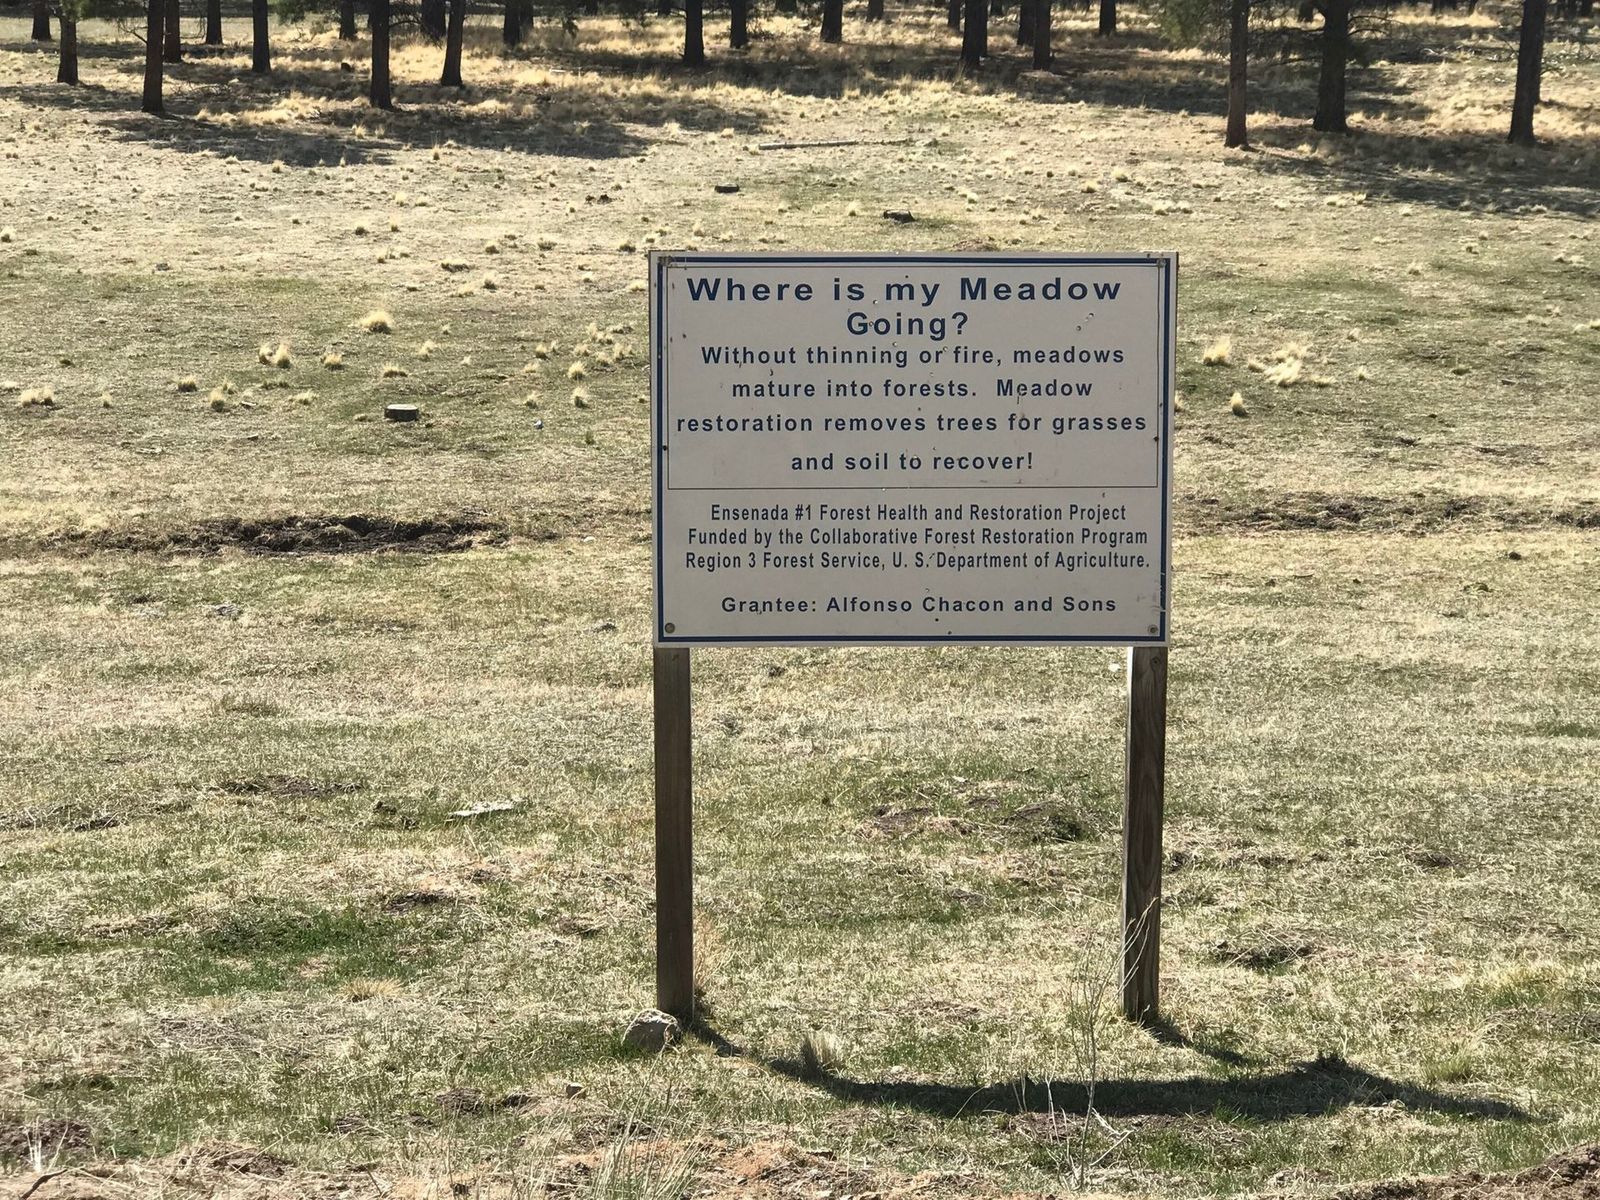 Where is my Meadow
Going?
Without thinning or fire, meadows
mature into forests. Meadow
restoration removes trees for grasses
and soil to recover!
Ensenada #1 Forest Health and Restoration Project
Funded by the Collaborative Forest Restoration Program
Region 3 Forest Service, U. S. Department of Agriculture.
Grantee: Alfonso Chacon and Sons